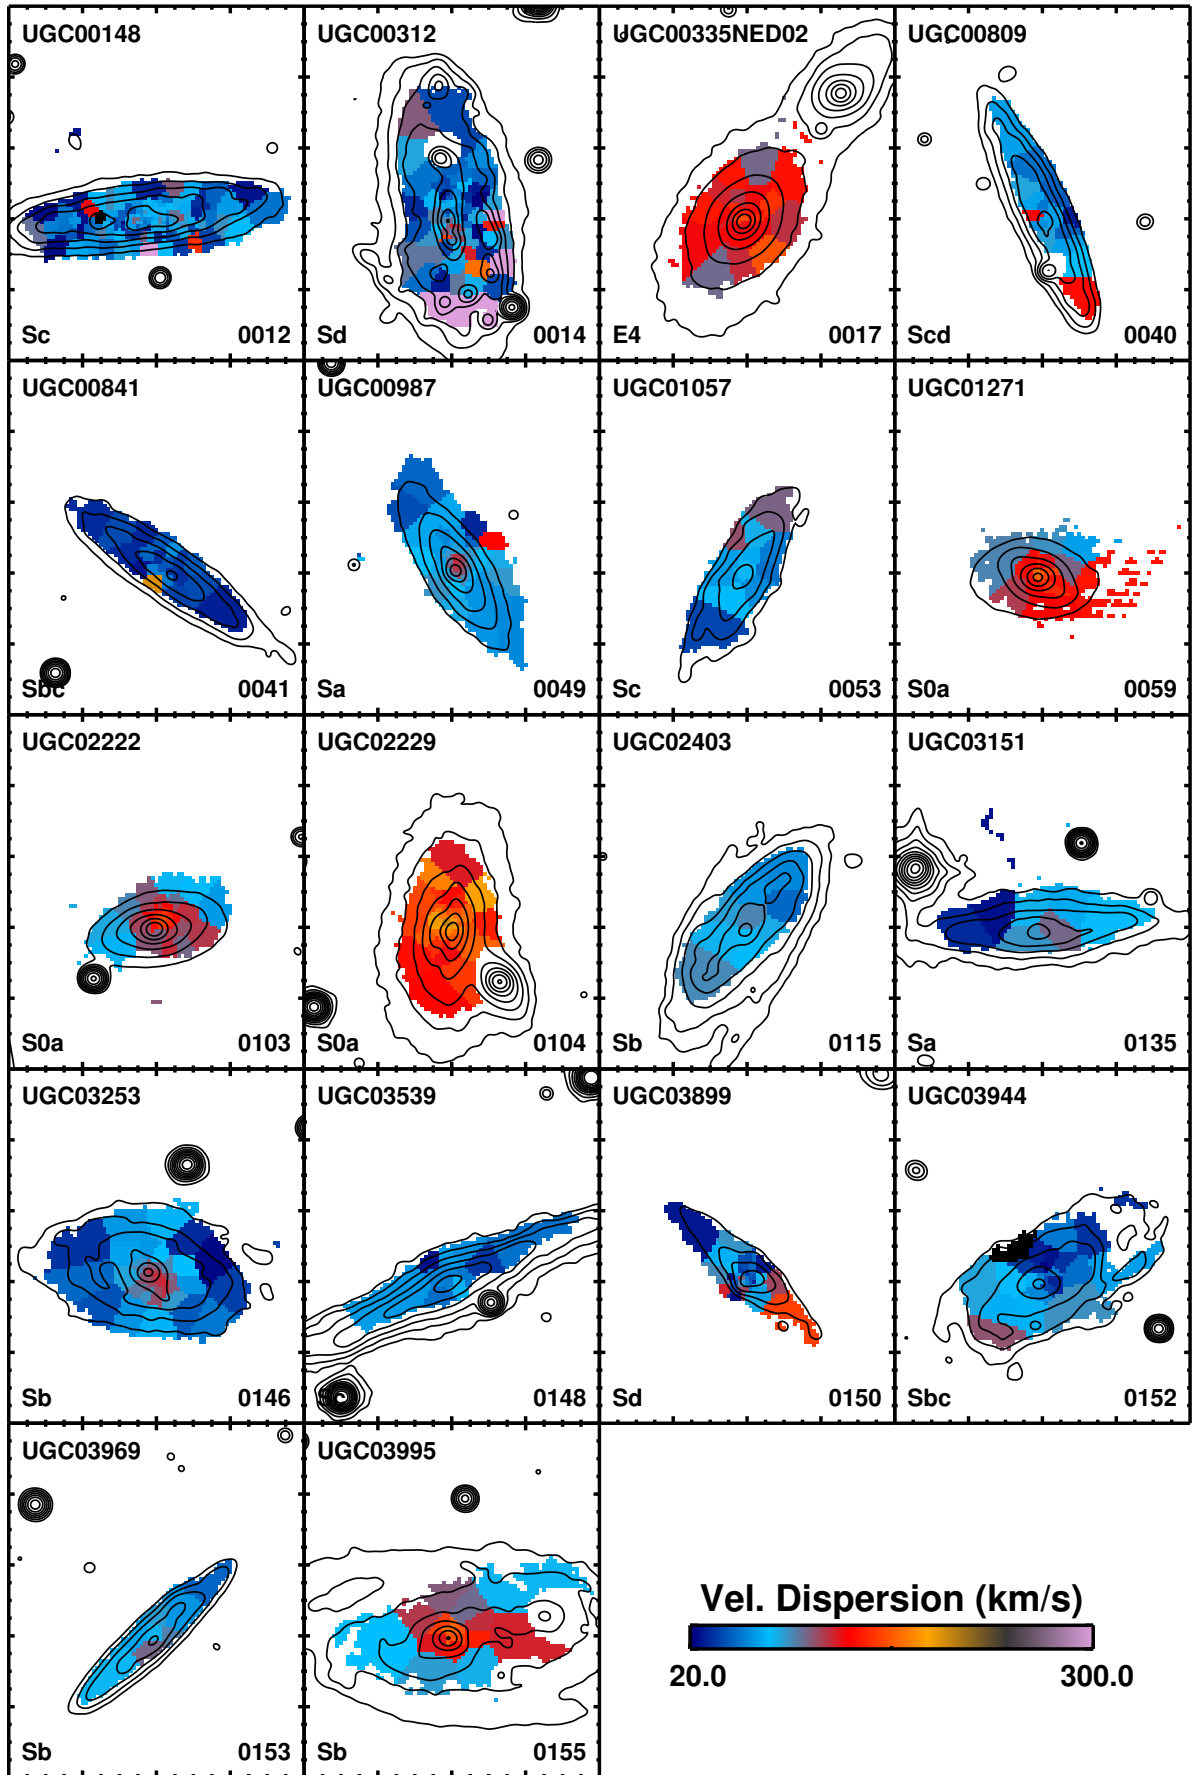 UGC00148
UGC00312
UGC00335NED02
UGC00809
Sc
0012
Sd
0014
E4
0017
Scd
0040
UGC00841
UGC00987
UGC01057
UGC01271
Sbc
0041
Sa
0049
Sc
0053
S0a
0059
UGC02222
UGC02229
UGC02403
UGC03151
S0a
0103
S0a
0104
Sb
0115
Sa
0135
UGC03253
UGC03539
UGC03899
UGC03944
Sb
0146
0148
Sd
0150
Sbc
0152
UGC03969
UGC03995
Vel. Dispersion (km/s)
20.0
300.0
Sb
0153
Sb
0155